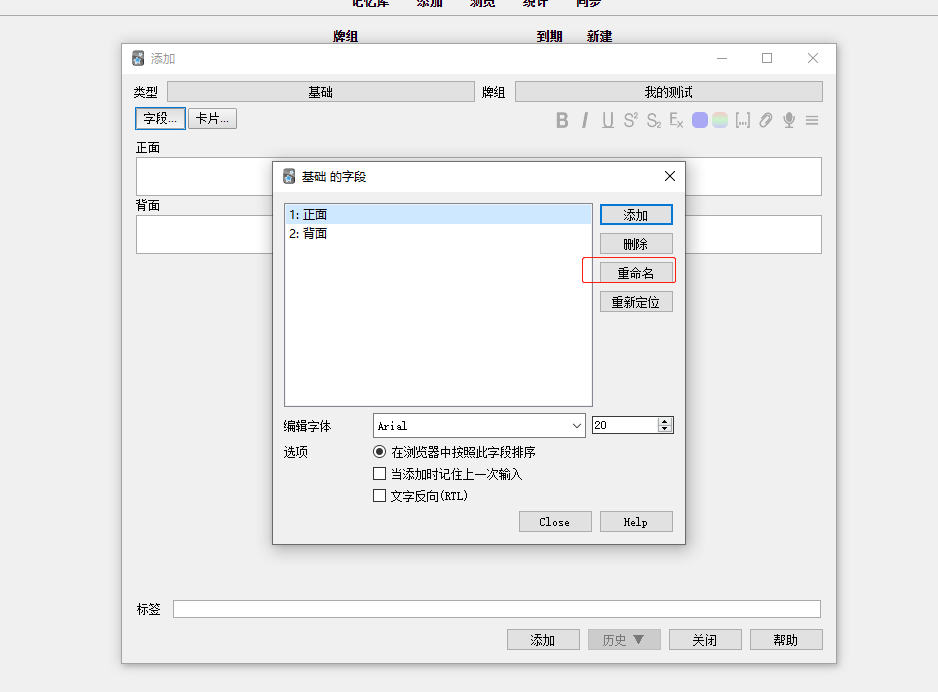 记忆库 添加 浏览 统计 同步
牌组 到期 新建
添加
类型 基础 牌组 我的测试
字段... 卡片... B I U S² S₂ Ex [...]
正面
背面
基础 的字段
1: 正面
2: 背面
添加
删除
重命名
重新定位
编辑字体 Arial 20
选项 在浏览器中按照此字段排序
当添加时记住上一次输入
文字反向(RTL)
Close Help
标签
添加 历史 ▼ 关闭 帮助